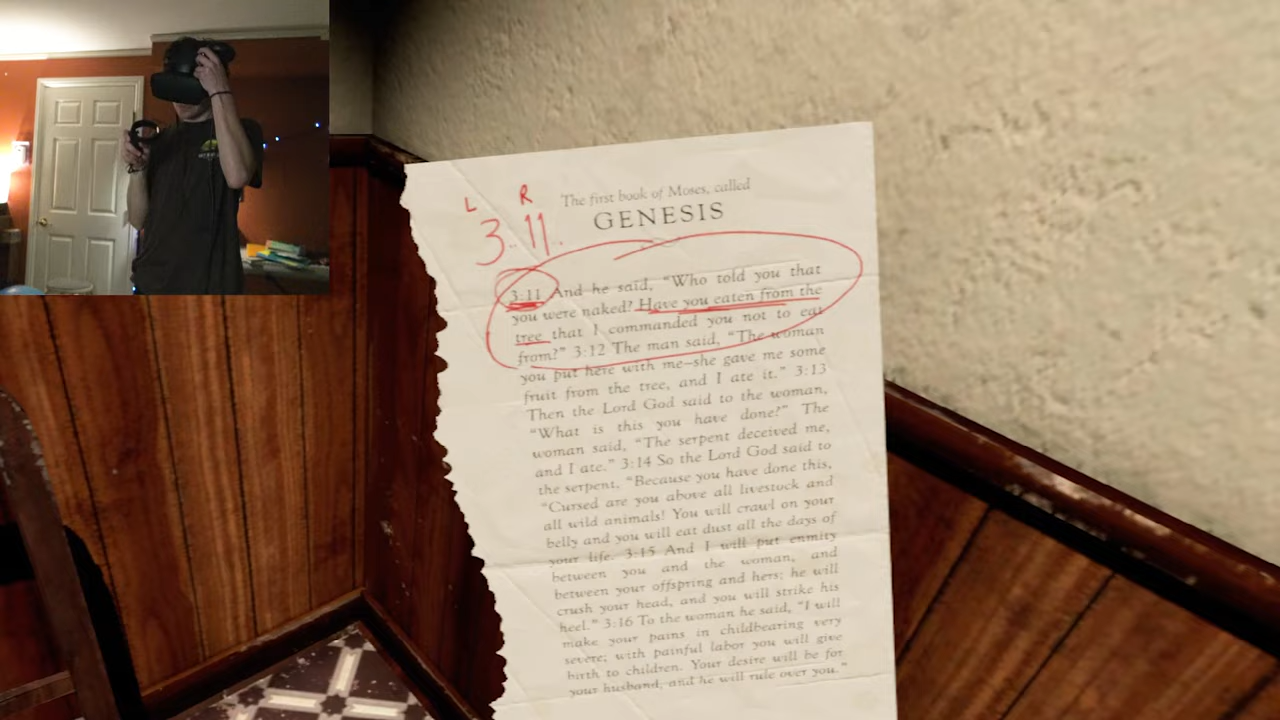 L R
The first book of Moses, called
3 11
GENESIS
3:11 And he said, "Who told you that
you were naked? Have you eaten from the
tree that I commanded you not to eat
from?" 3:12 The man said, "The woman
you put here with me—she gave me some
fruit from the tree, and I ate it." 3:13
Then the Lord God said to the woman,
"What is this you have done?" The
woman said, "The serpent deceived me,
and I ate." 3:14 So the Lord God said to
the serpent, "Because you have done this,
"Cursed are you above all livestock and
all wild animals! You will crawl on your
belly and you will eat dust all the days of
your life. 3:15 And I will put enmity
between you and the woman, and
between your offspring and hers; he will
crush your head, and you will strike his
heel." 3:16 To the woman he said, "I will
make your pains in childbearing very
severe; with painful labor you will give
birth to children. Your desire will be for
your husband, and he will rule over you."